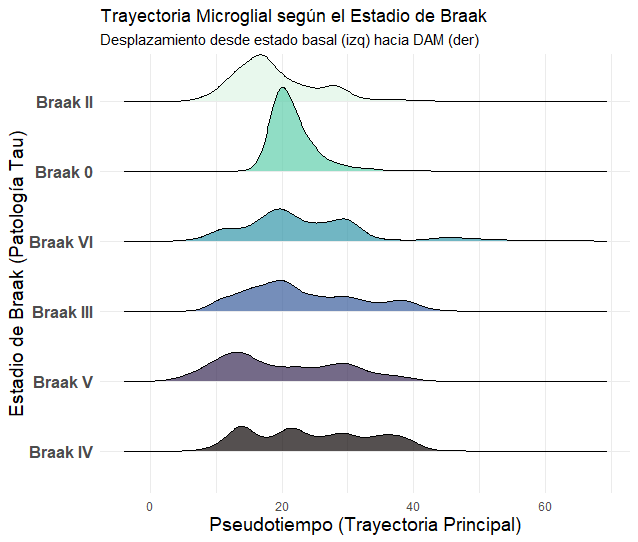 Trayectoria Microglial según el Estadio de Braak
Desplazamiento desde estado basal (izq) hacia DAM (der)
Estadio de Braak (Patología Tau)
Braak II
Braak 0
Braak VI
Braak III
Braak V
Braak IV
0 20 40 60
Pseudotiempo (Trayectoria Principal)